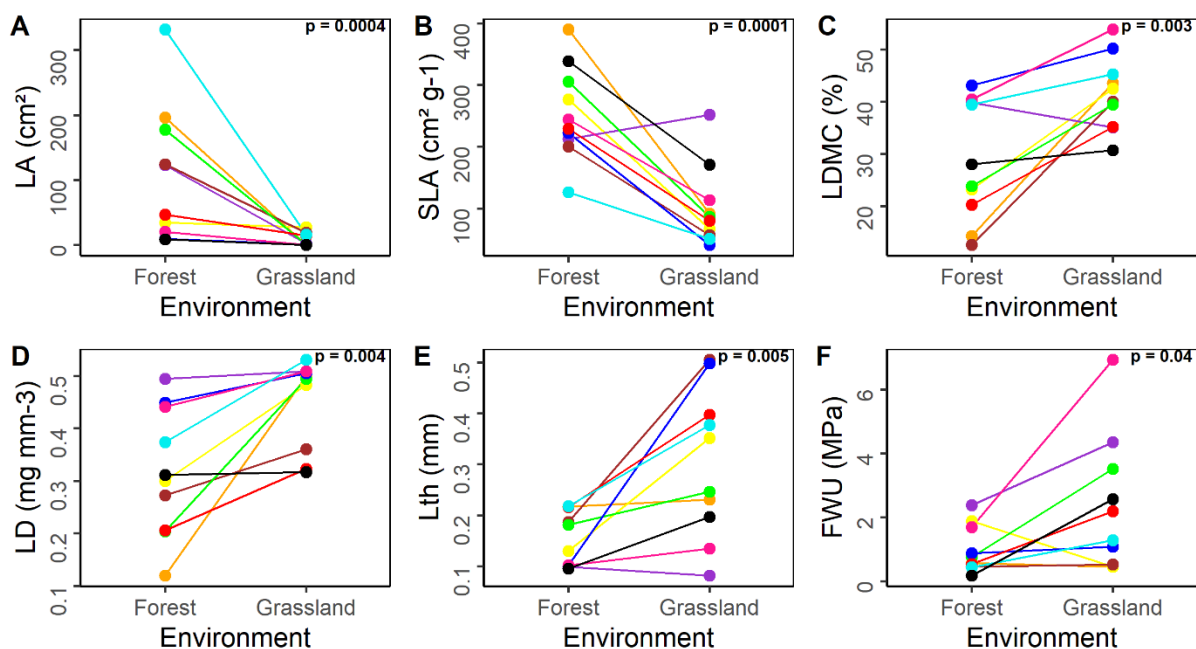 A
p = 0.0004
LA (cm²)
300
200
100
0
Forest Grassland
Environment
B
p = 0.0001
SLA (cm² g-1)
400
300
200
100
Forest Grassland
Environment
C
p = 0.003
LDMC (%)
50
40
30
20
Forest Grassland
Environment
D
p = 0.004
LD (mg mm-3)
0.5
0.4
0.3
0.2
0.1
Forest Grassland
Environment
E
p = 0.005
Lth (mm)
0.5
0.4
0.3
0.2
0.1
Forest Grassland
Environment
F
p = 0.04
FWU (MPa)
6
4
2
0
Forest Grassland
Environment